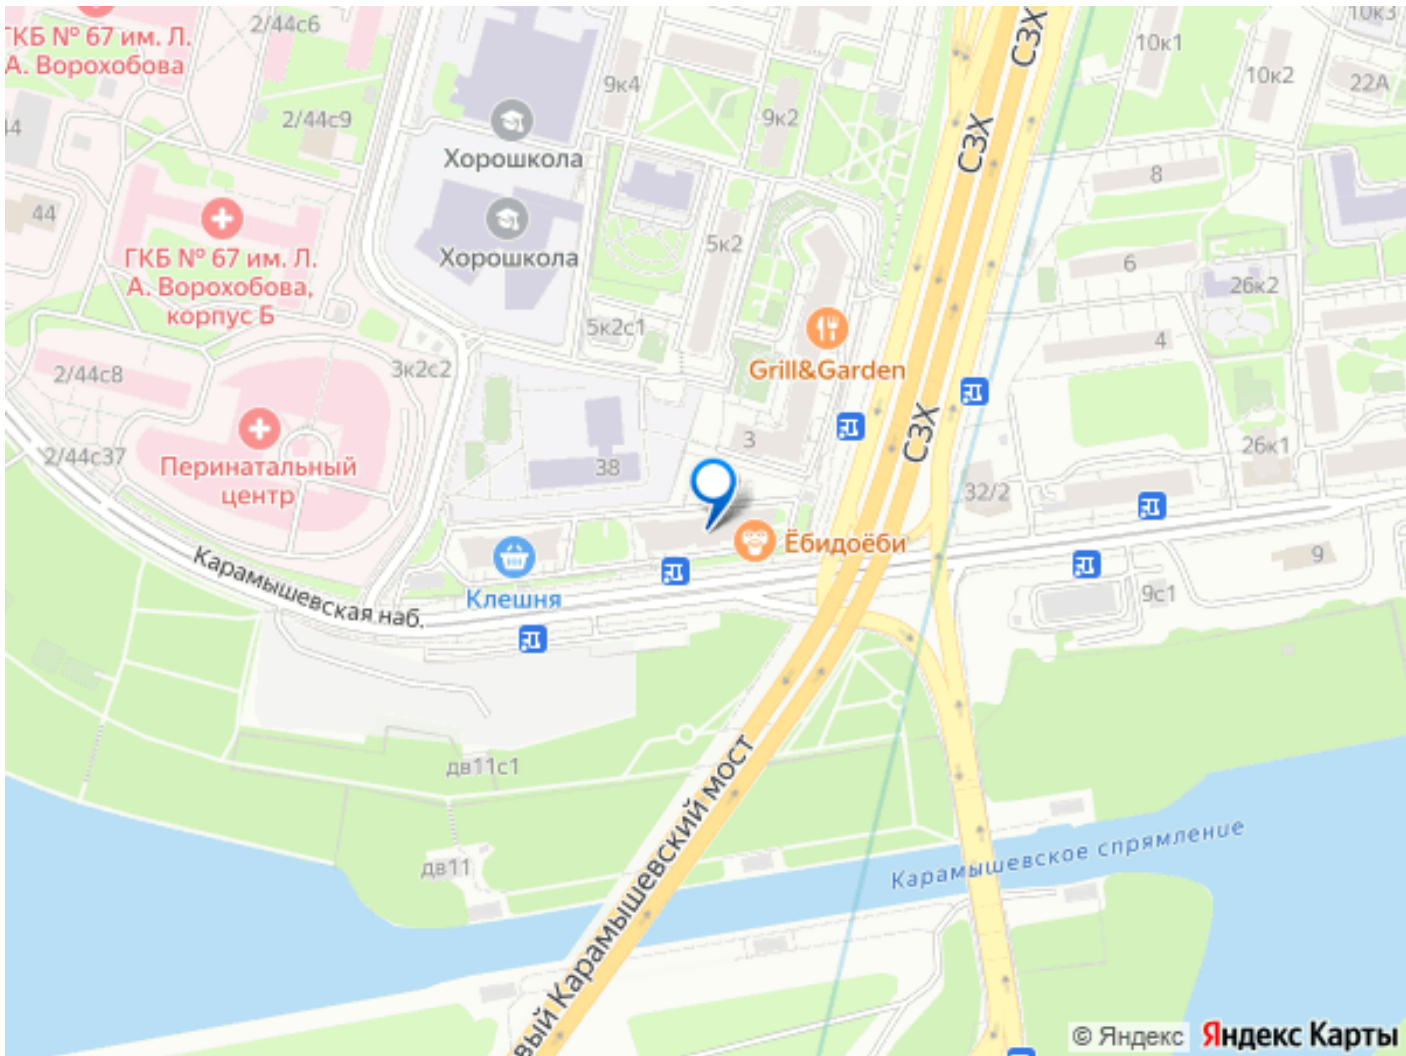 ГКБ № 67 им. Л.
А. Ворохобова
2/44с6
10к3
10к1
10к2
22А
СЗХ
9к4
9к2
2/44с9
44
СЗХ
Хорошкола
8
44
ГКБ № 67 им. Л.
А. Ворохобова,
корпус Б
Хорошкола
5к2
6
26к2
5к2с1
4
Grill&Garden
2/44с8
3к2с2
СЗХ
3
26к1
2/44с37
Перинатальный
центр
38
32/2
Ёбидоёби
9
Карамышевская наб.
Клешня
9с1
дв11с1
вый Карамышевский мост
Карамышевское спрямление
дв11
© Яндекс
Яндекс Карты